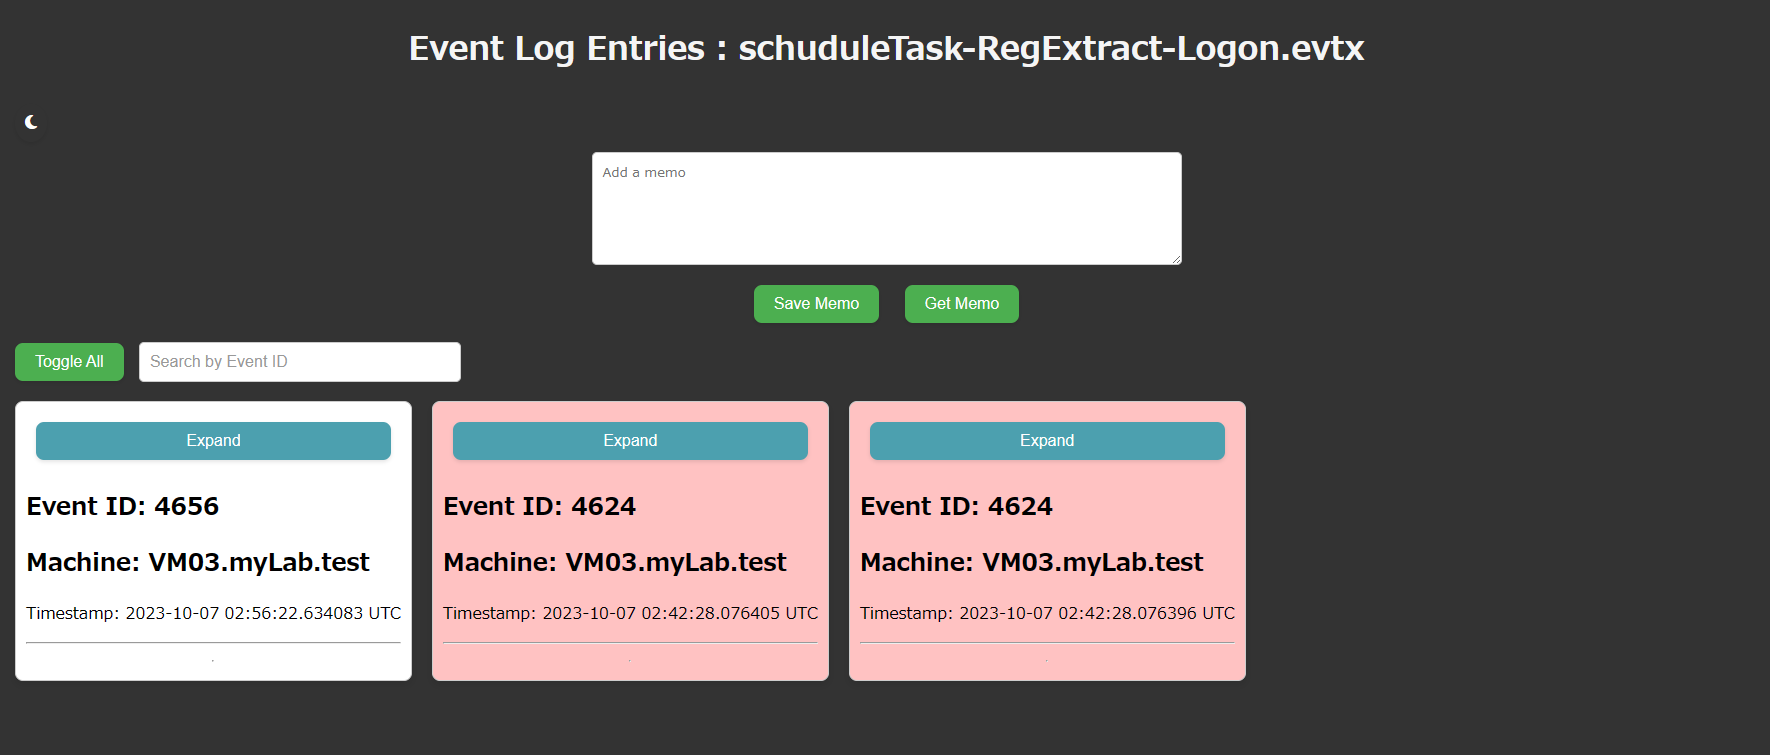 Event Log Entries : schuduleTask-RegExtract-Logon.evtx
Add a memo
Save Memo Get Memo
Toggle All Search by Event ID
Expand
Event ID: 4656
Machine: VM03.myLab.test
Timestamp: 2023-10-07 02:56:22.634083 UTC
Expand
Event ID: 4624
Machine: VM03.myLab.test
Timestamp: 2023-10-07 02:42:28.076405 UTC
Expand
Event ID: 4624
Machine: VM03.myLab.test
Timestamp: 2023-10-07 02:42:28.076396 UTC